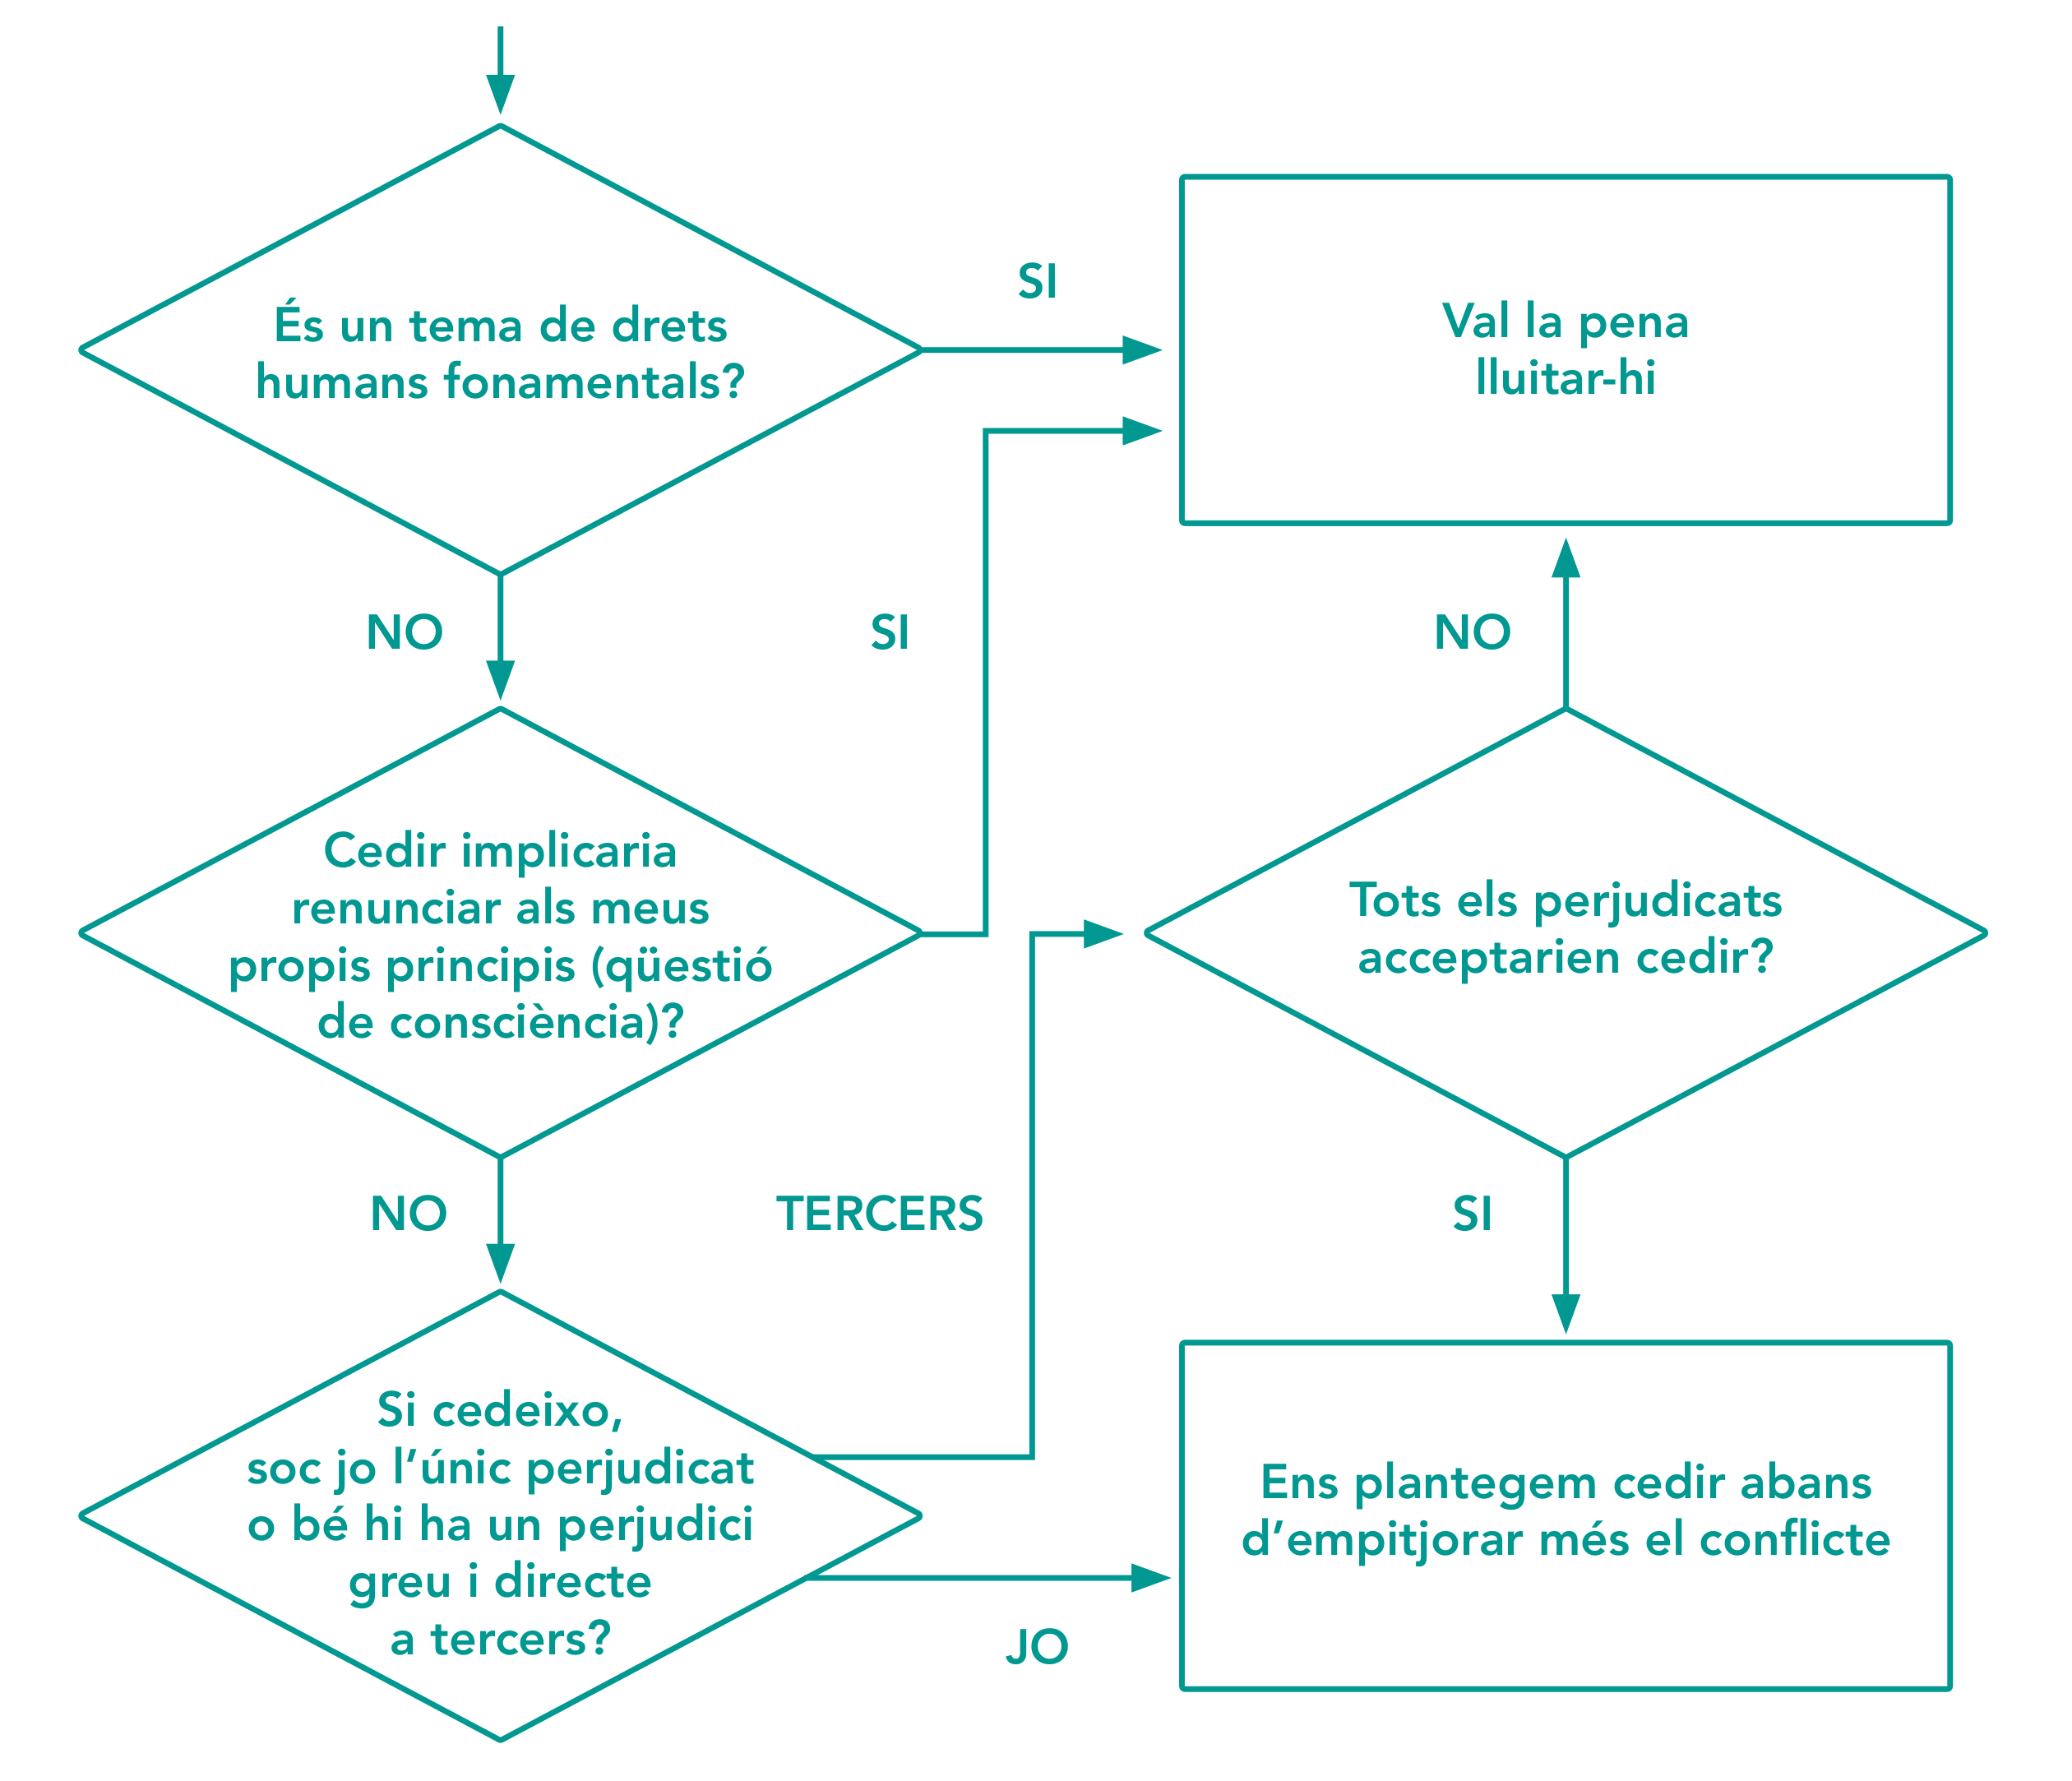 És un tema de drets
humans fonamentals?
SI
Val la pena
lluitar-hi
NO
SI
NO
Cedir implicaria
renunciar als meus
propis principis (qüestió
de consciència)?
Tots els perjudicats
acceptarien cedir?
NO
TERCERS
SI
Si cedeixo,
soc jo l’únic perjudicat
o bé hi ha un perjudici
greu i directe
a tercers?
JO
Ens plantegem cedir abans
d’empitjorar més el conflicte